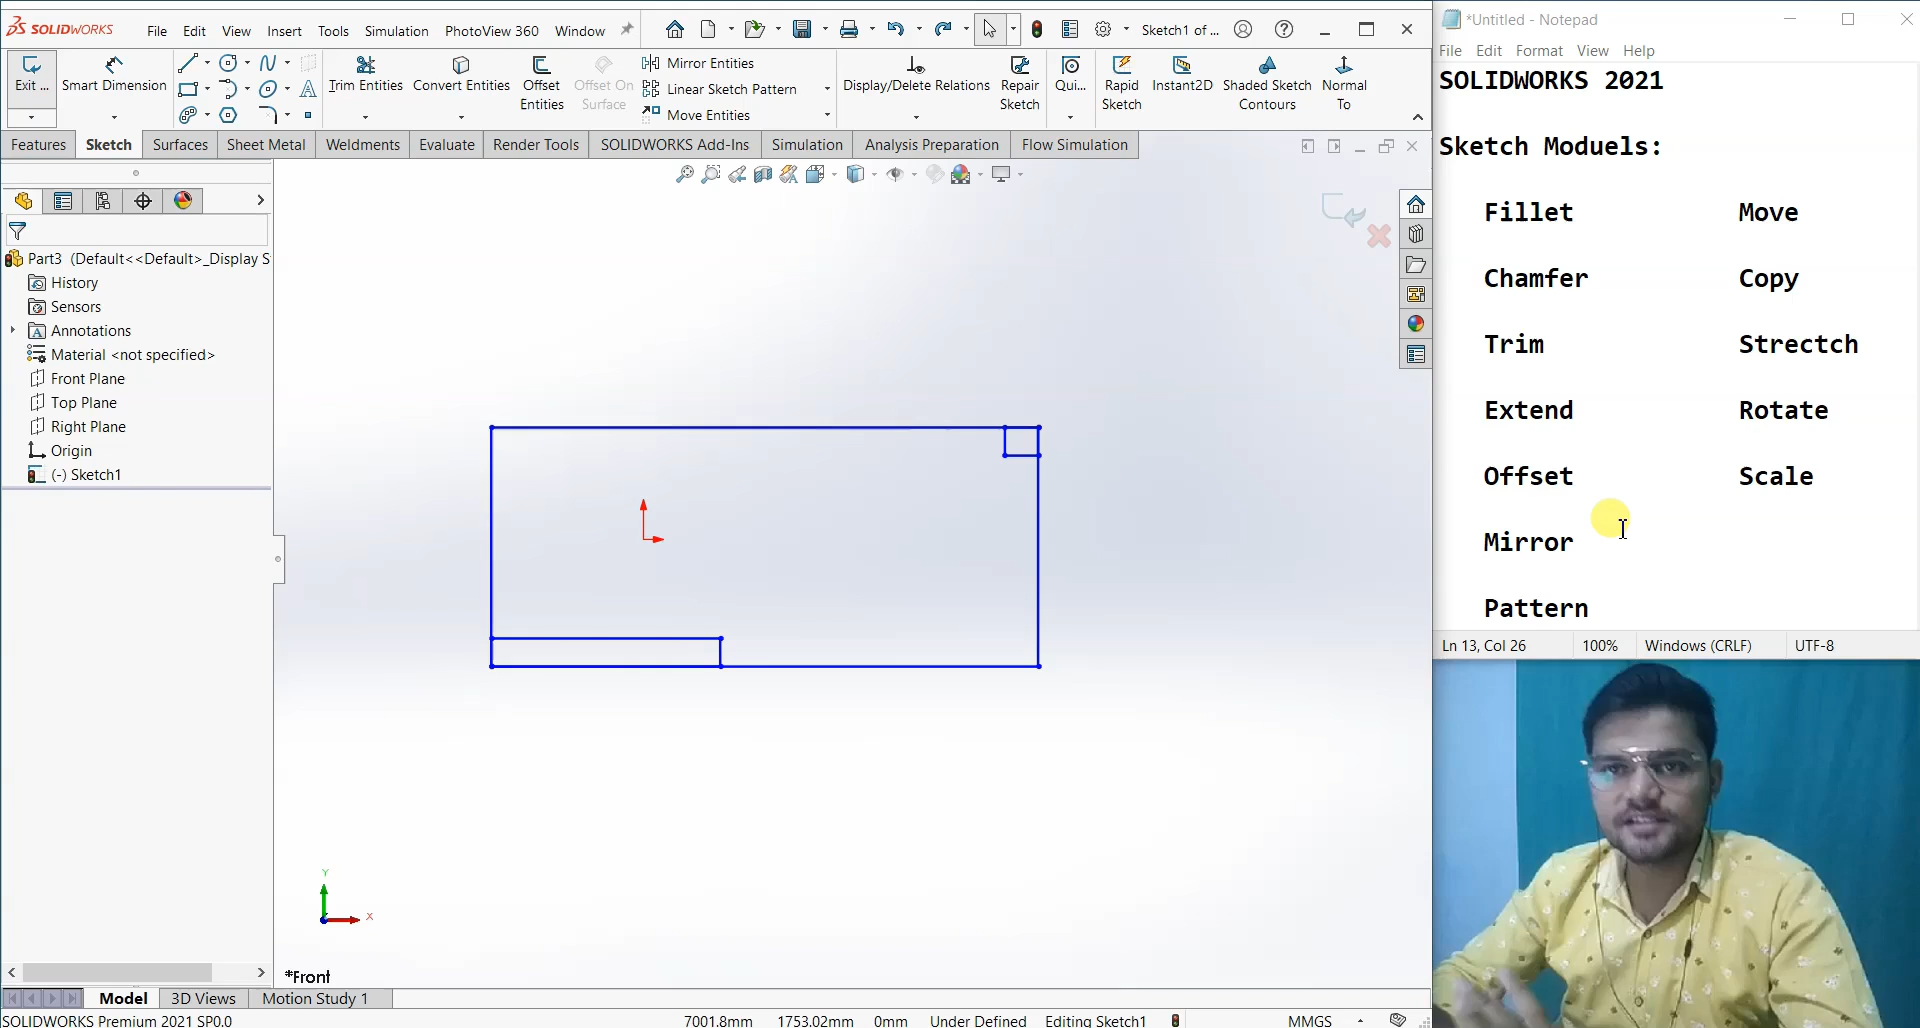 SOLIDWORKS File Edit View Insert Tools Simulation PhotoView 360 Window Sketch1 of ...
Exit ... Smart Dimension Trim Entities Convert Entities Offset Entities Offset On Surface
Mirror Entities
Linear Sketch Pattern
Move Entities
Display/Delete Relations Repair Sketch Qui... Rapid Sketch Instant2D Shaded Sketch Contours Normal To
Features Sketch Surfaces Sheet Metal Weldments Evaluate Render Tools SOLIDWORKS Add-Ins Simulation Analysis Preparation Flow Simulation
Part3 (Default<<Default>_Display S
History
Sensors
Annotations
Material <not specified>
Front Plane
Top Plane
Right Plane
Origin
(-) Sketch1
Y
X
*Front
Model 3D Views Motion Study 1
SOLIDWORKS Premium 2021 SP0.0 7001.8mm 1753.02mm 0mm Under Defined Editing Sketch1 MMGS
*Untitled - Notepad
File Edit Format View Help
SOLIDWORKS 2021
Sketch Moduels:
Fillet Move
Chamfer Copy
Trim Strectch
Extend Rotate
Offset Scale
Mirror
Pattern
Ln 13, Col 26 100% Windows (CRLF) UTF-8